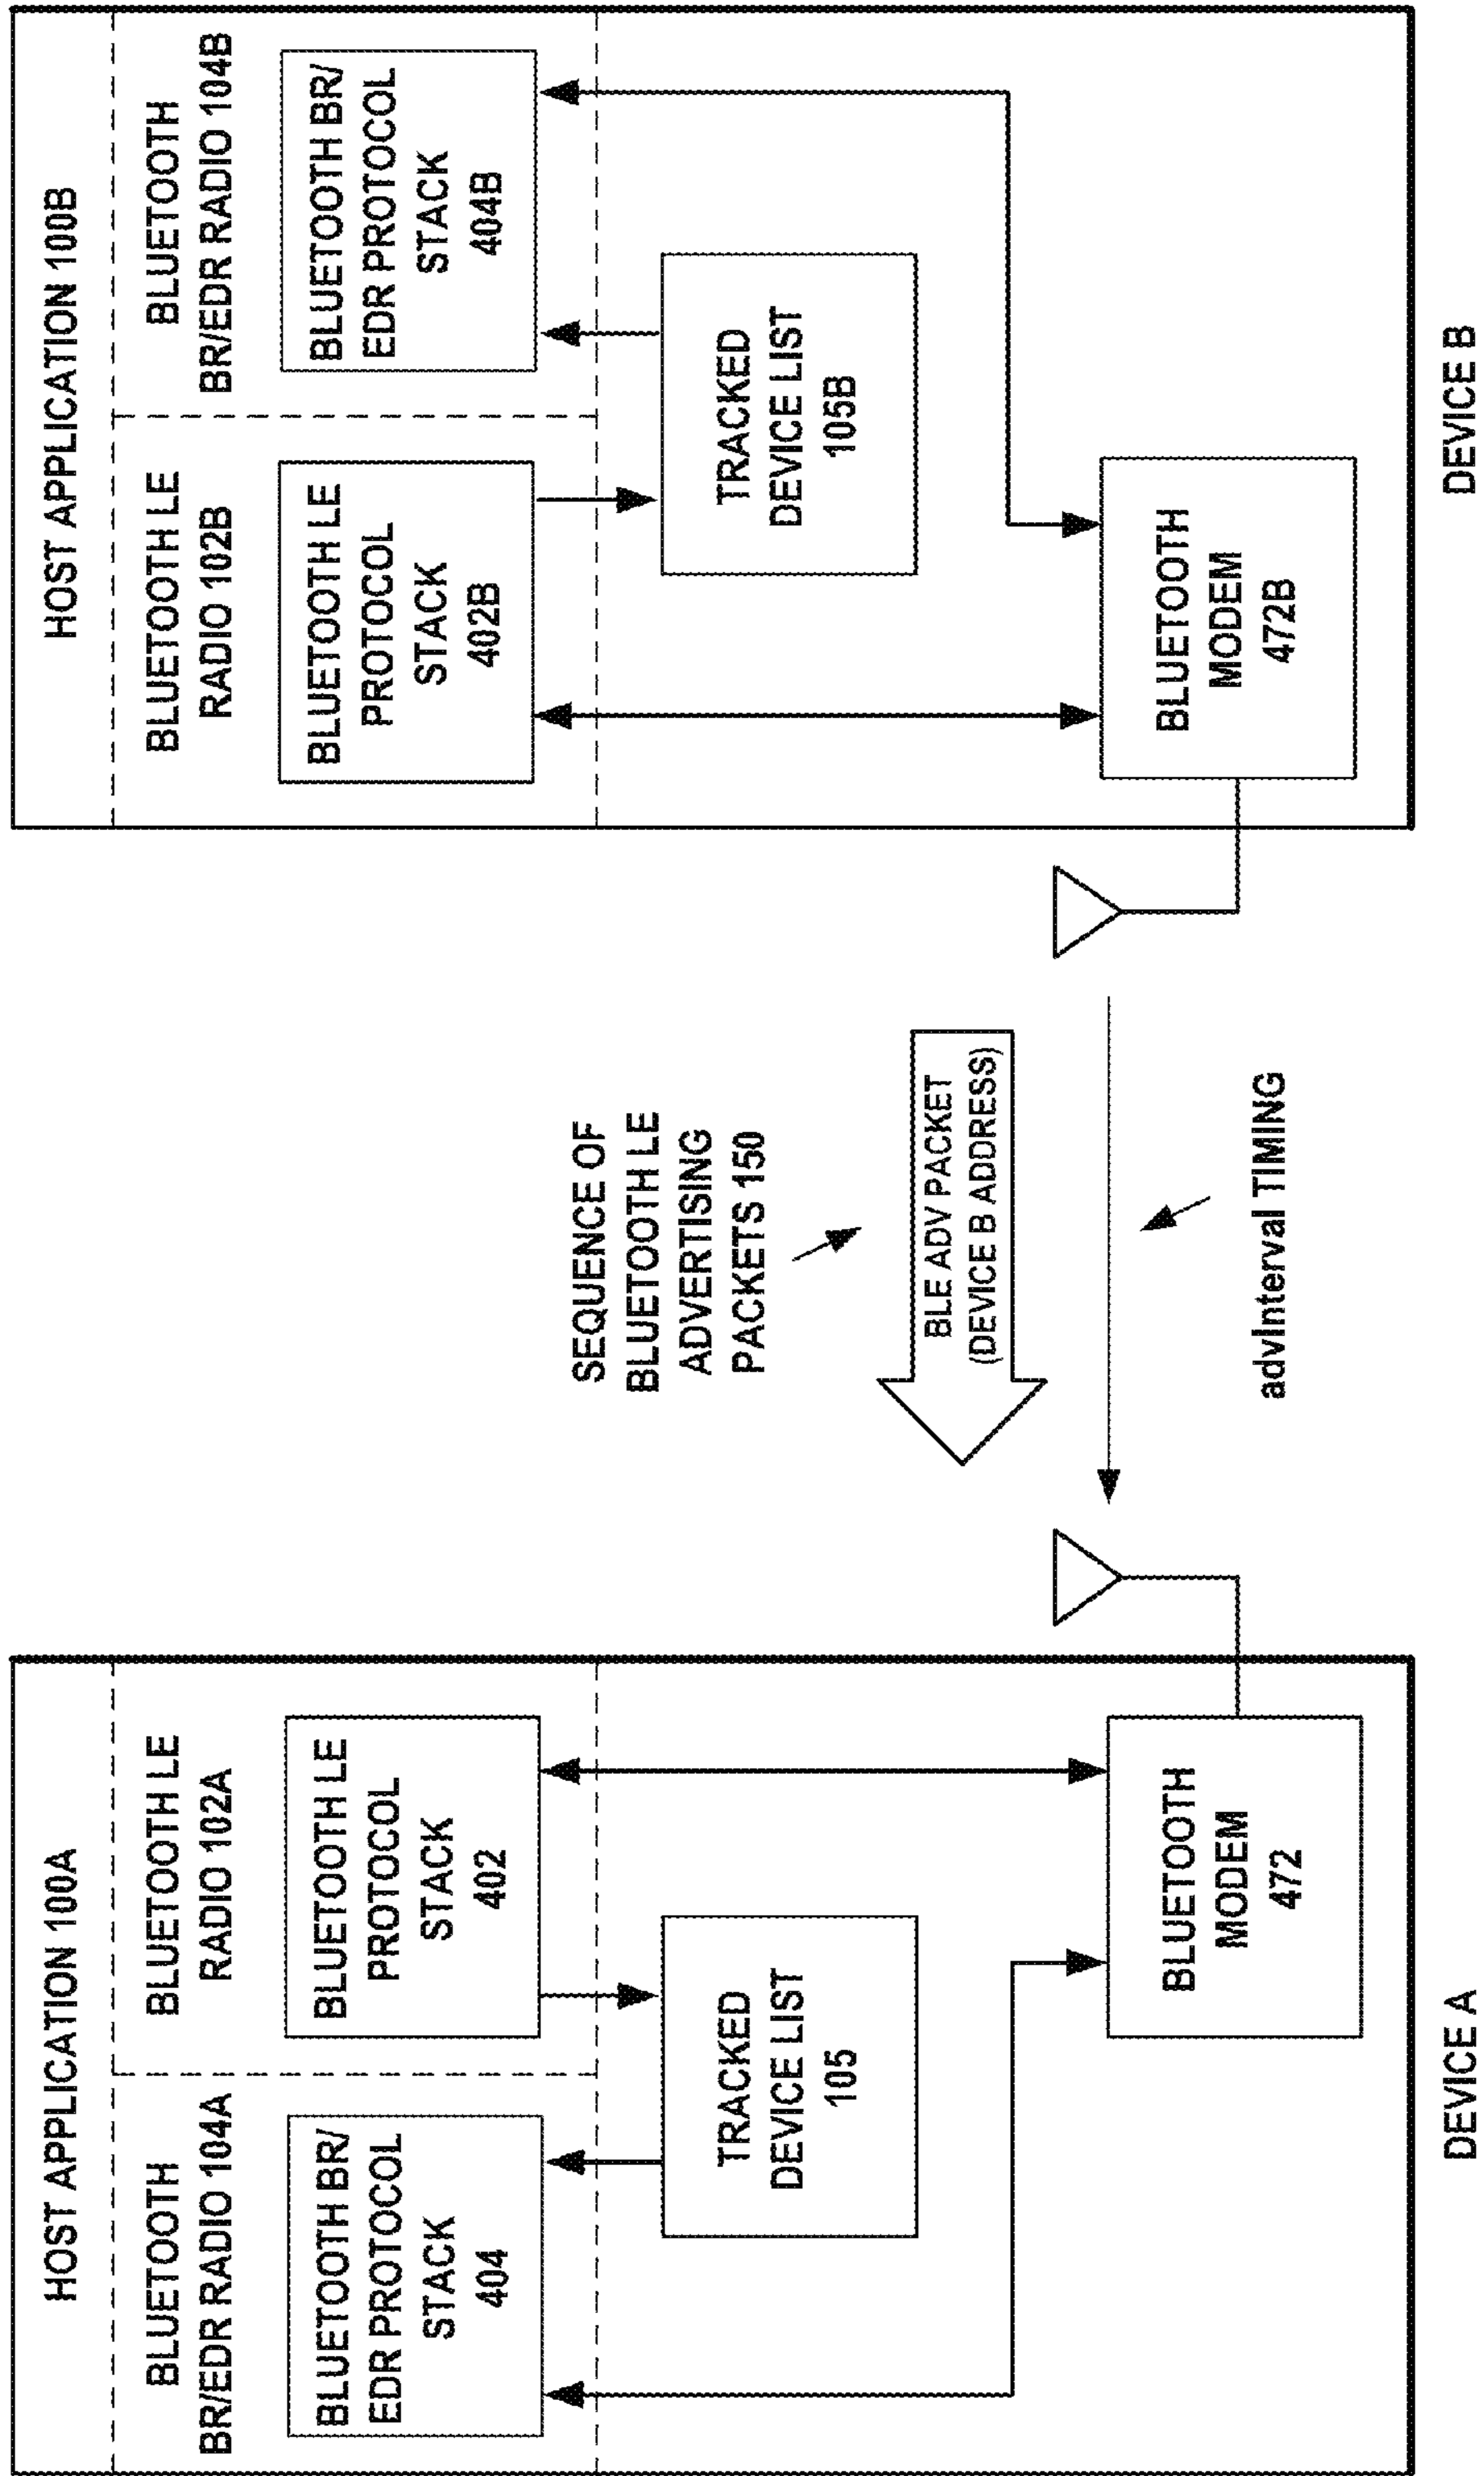 HOST APPLICATION 100A
BLUETOOTH
BR/EDR RADIO 104A
BLUETOOTH LE
RADIO 102A
BLUETOOTH BR/
EDR PROTOCOL
STACK
404
BLUETOOTH LE
PROTOCOL
STACK
402
TRACKED
DEVICE LIST
105
BLUETOOTH
MODEM
472
DEVICE A
SEQUENCE OF
BLUETOOTH LE
ADVERTISING
PACKETS 150
BLE ADV PACKET
(DEVICE B ADDRESS)
advInterval TIMING
HOST APPLICATION 100B
BLUETOOTH LE
RADIO 102B
BLUETOOTH
BR/EDR RADIO 104B
BLUETOOTH LE
PROTOCOL
STACK
402B
BLUETOOTH BR/
EDR PROTOCOL
STACK
404B
TRACKED
DEVICE LIST
105B
BLUETOOTH
MODEM
472B
DEVICE B